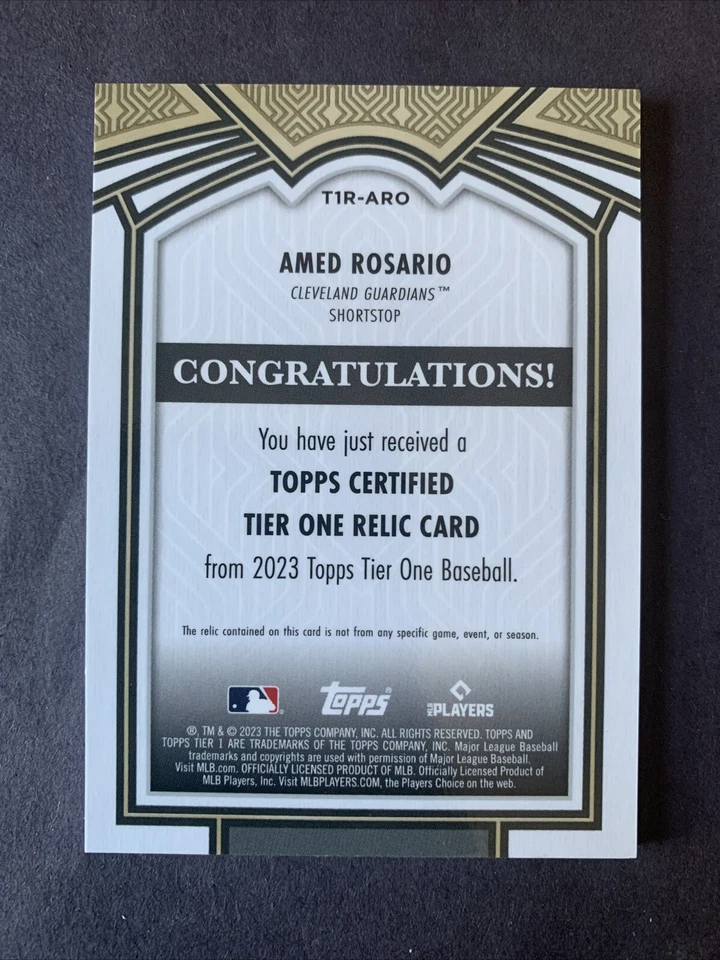 T1R-ARO
AMED ROSARIO
CLEVELAND GUARDIANS™
SHORTSTOP
CONGRATULATIONS!
You have just received a
TOPPS CERTIFIED
TIER ONE RELIC CARD
from 2023 Topps Tier One Baseball.
The relic contained on this card is not from any specific game, event, or season.
topps® MLB PLAYERS
®, TM & © 2023 THE TOPPS COMPANY, INC. ALL RIGHTS RESERVED. TOPPS AND
TOPPS TIER 1 ARE TRADEMARKS OF THE TOPPS COMPANY, INC. Major League Baseball
trademarks and copyrights are used with permission of Major League Baseball.
Visit MLB.com. OFFICIALLY LICENSED PRODUCT OF MLB. Officially Licensed Product of
MLB Players, Inc. Visit MLBPLAYERS.COM, the Players Choice on the web.